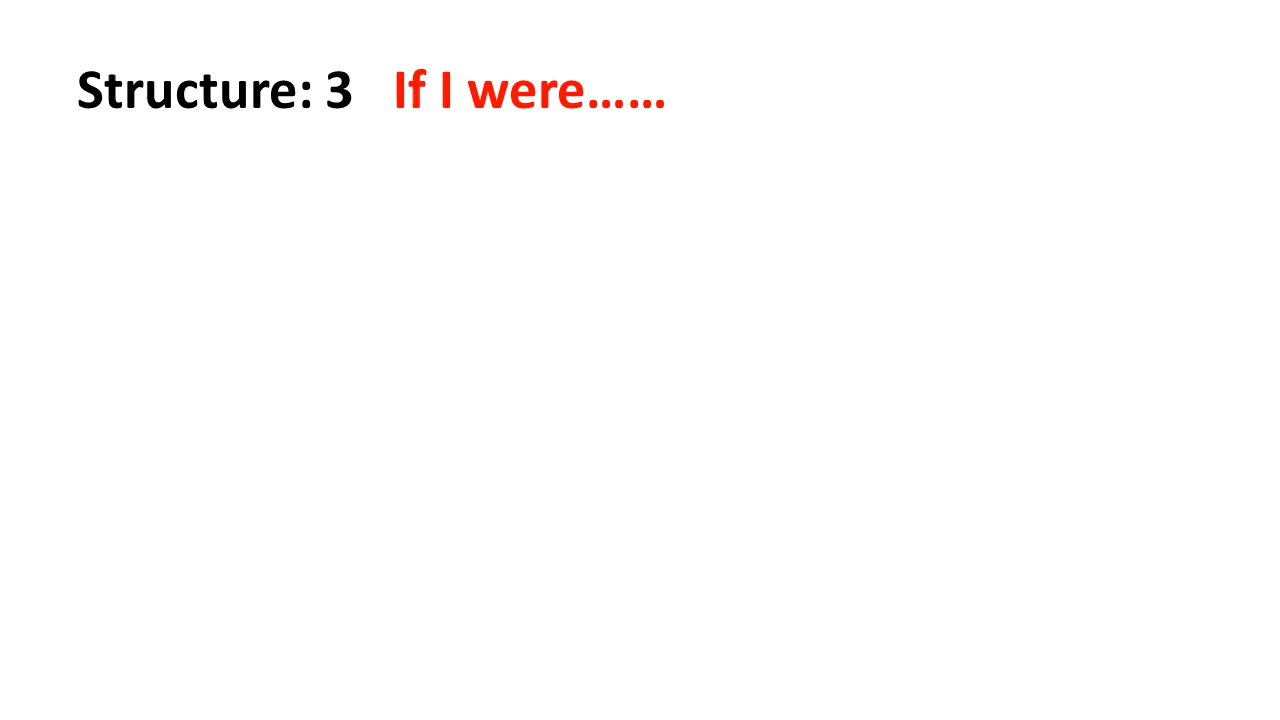 Structure: 3 If I were……